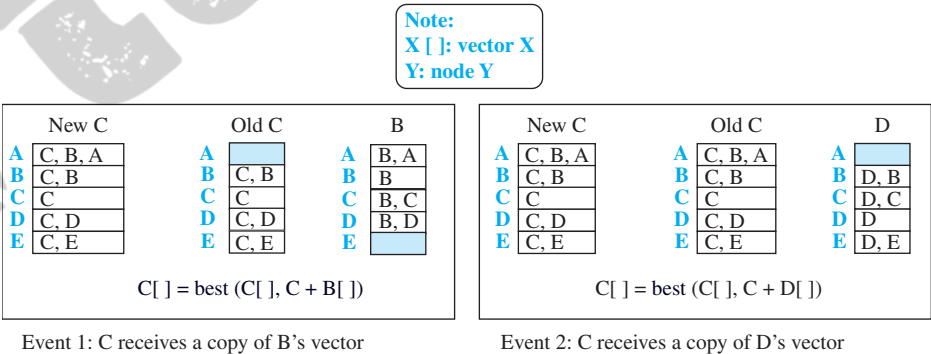 Note:
X [ ]: vector X
Y: node Y
New C Old C B
A C, B, A A A B, A
B C, B B C, B B B
C C C C C B, C
D C, D D C, D D B, D
E C, E E C, E E
C[ ] = best (C[ ], C + B[ ])
Event 1: C receives a copy of B's vector
New C Old C D
A C, B, A A C, B, A A
B C, B B C, B B D, B
C C C C C D, C
D C, D D C, D D D
E C, E E C, E E D, E
C[ ] = best (C[ ], C + D[ ])
Event 2: C receives a copy of D's vector